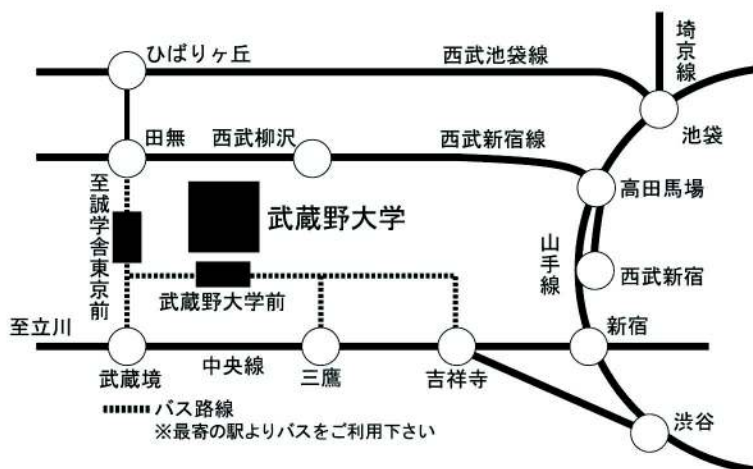 埼京線
ひばりヶ丘
西武池袋線
池袋
田無
西武柳沢
西武新宿線
高田馬場
至誠学舎東京前
武蔵野大学
山手線
西武新宿
武蔵野大学前
至立川
新宿
武蔵境
中央線
三鷹
吉祥寺
渋谷
バス路線
※最寄の駅よりバスをご利用下さい